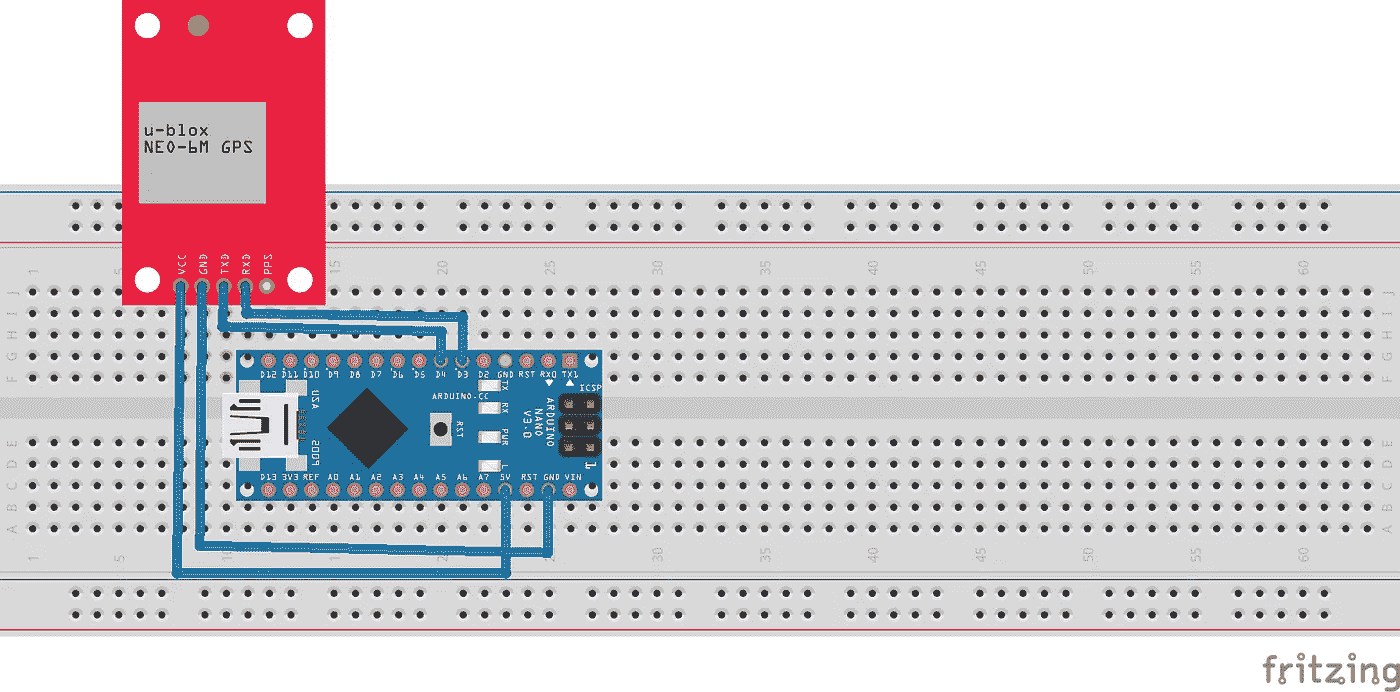 u-blox
NEO-6M GPS
VCC GND TXD RXD PPS
1 5 15 20 25 30 35 40 45 50 55 60
J J
I I
H H
G G
F F
D12 D11 D10 D9 D8 D7 D6 D5 D4 D3 D2 GND RST RX0 TX1
ICSP
USA
TX
ARDUINO.CC
RX
RST
PWR
L
ARDUINO
NANO
V3.0
2009
1
D13 3V3 REF A0 A1 A2 A3 A4 A5 A6 A7 5V RST GND VIN
E E
D D
C C
B B
A A
1 5 30 35 40 45 50 55 60
fritzing